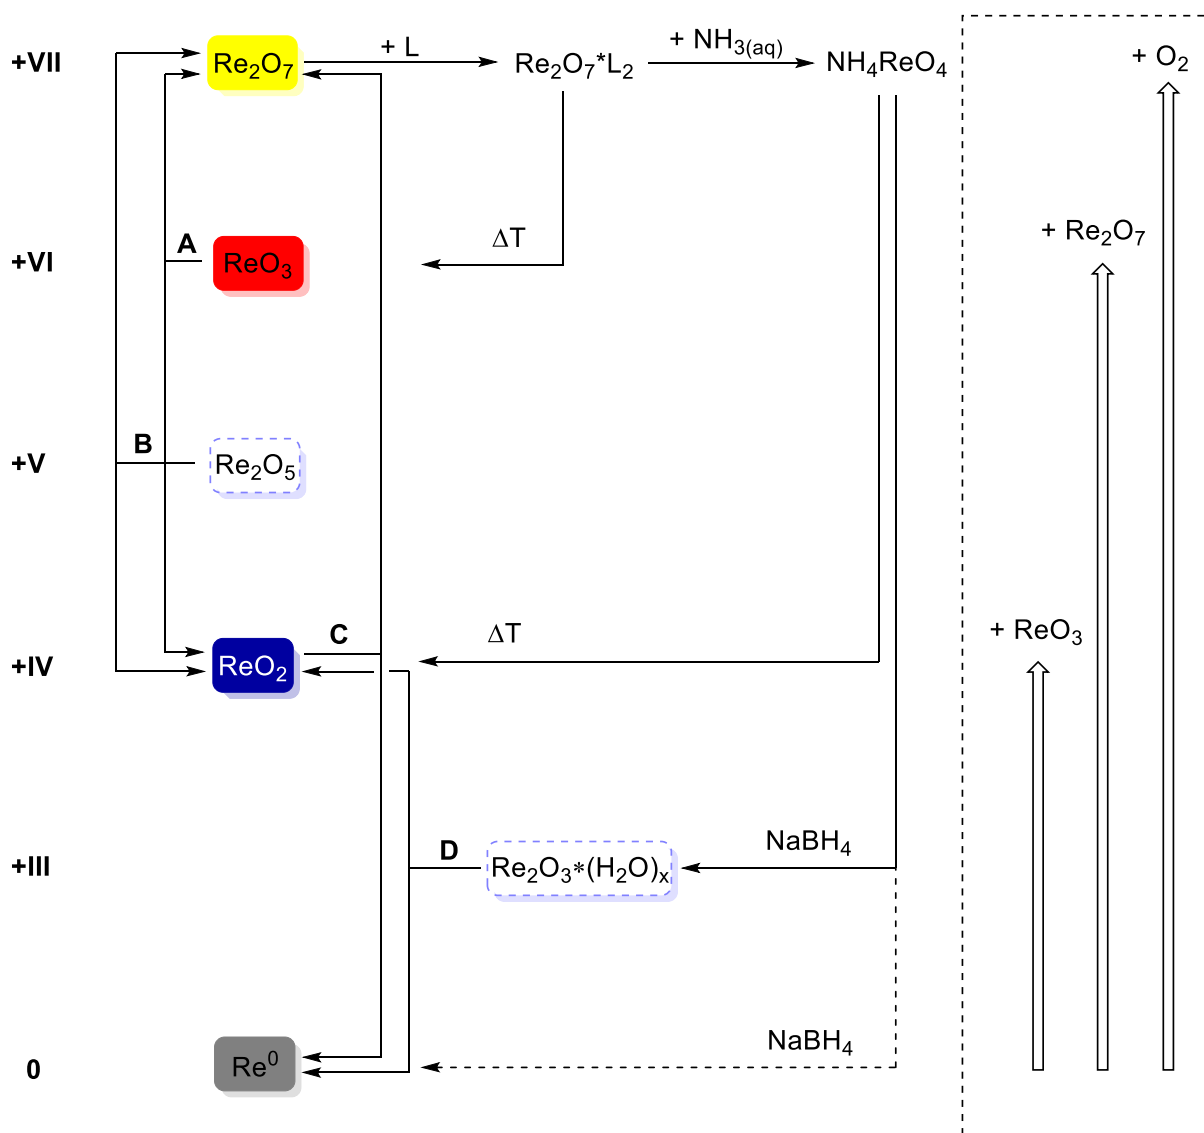 +VII
Re₂O₇
+ L
Re₂O₇*L₂
+ NH₃(aq)
NH₄ReO₄
+ O₂
+ Re₂O₇
+VI
A
ReO₃
ΔT
+V
B
Re₂O₅
+ ReO₃
+IV
ReO₂
C
ΔT
+III
D
Re₂O₃*(H₂O)ₓ
NaBH₄
0
Re⁰
NaBH₄